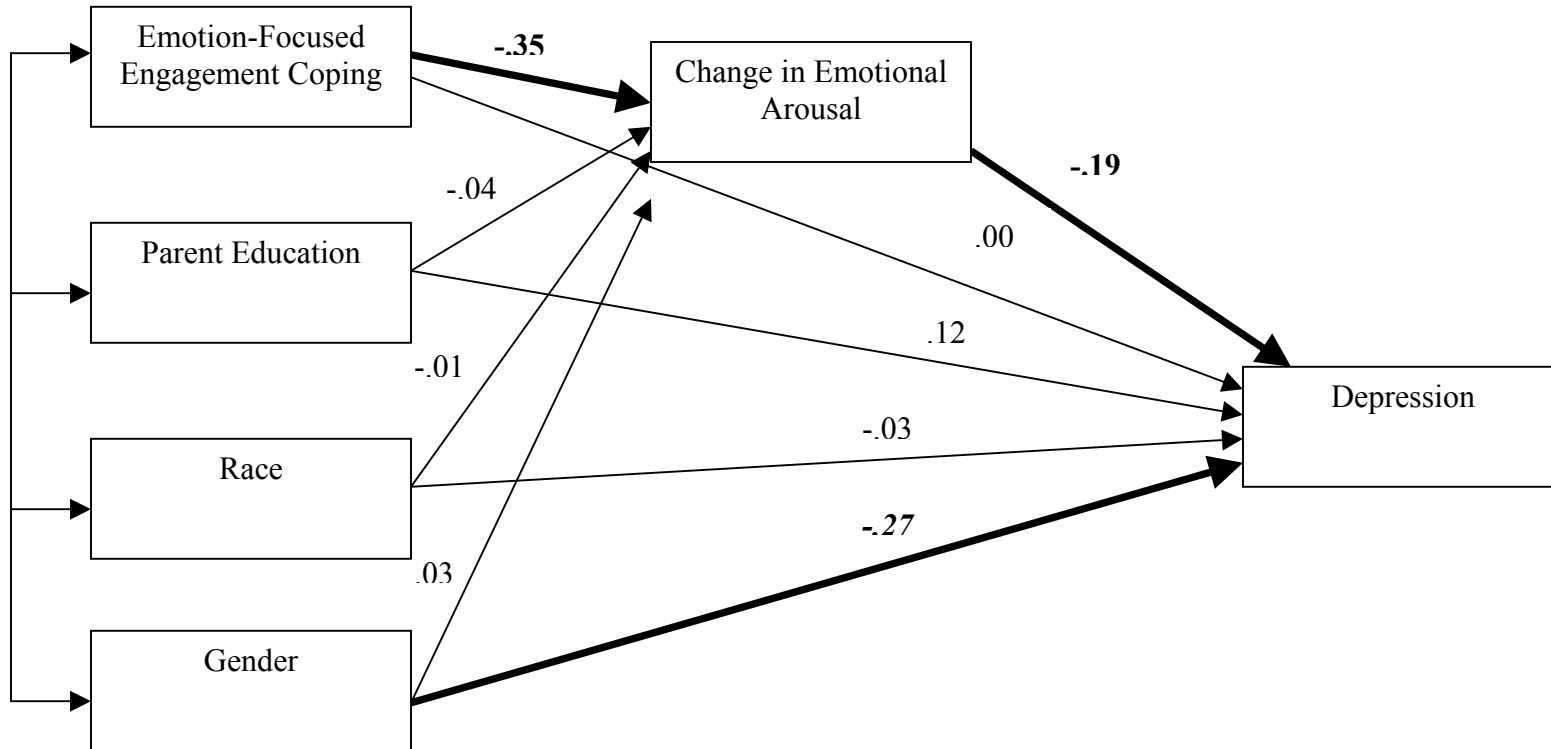 Emotion-Focused
Engagement Coping
-.35
Change in Emotional
Arousal
-.19
-.04
.00
Parent Education
.12
-.01
Depression
-.03
Race
-.27
.03
Gender